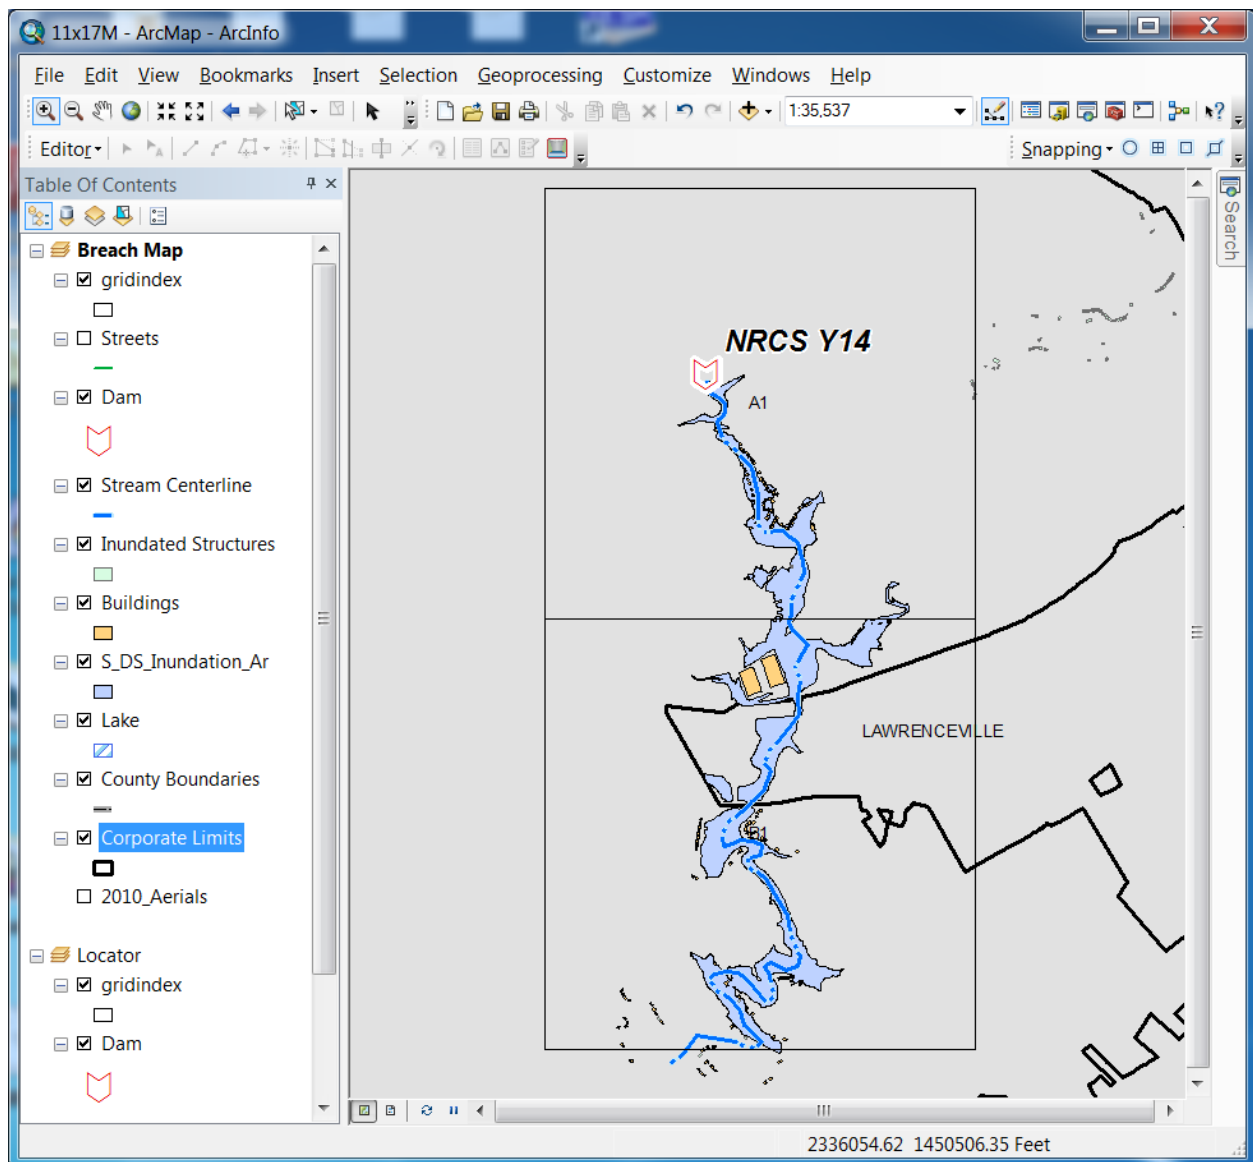 11x17M - ArcMap - ArcInfo
File Edit View Bookmarks Insert Selection Geoprocessing Customize Windows Help
1:35,537
Editor
Snapping
Table Of Contents
Breach Map
gridindex
Streets
Dam
Stream Centerline
Inundated Structures
Buildings
S_DS_Inundation_Ar
Lake
County Boundaries
Corporate Limits
2010_Aerials
Locator
gridindex
Dam
NRCS Y14
A1
LAWRENCEVILLE
B1
Search
2336054.62 1450506.35 Feet